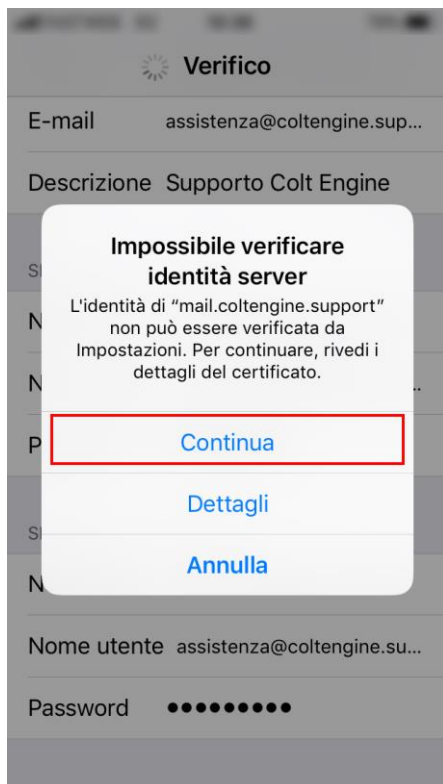 Verifico
E-mail assistenza@coltengine.sup...
Descrizione Supporto Colt Engine
Impossibile verificare
identità server
L'identità di “mail.coltengine.support”
non può essere verificata da
Impostazioni. Per continuare, rivedi i
dettagli del certificato.
Continua
Dettagli
Annulla
Nome utente assistenza@coltengine.su...
Password ●●●●●●●●●